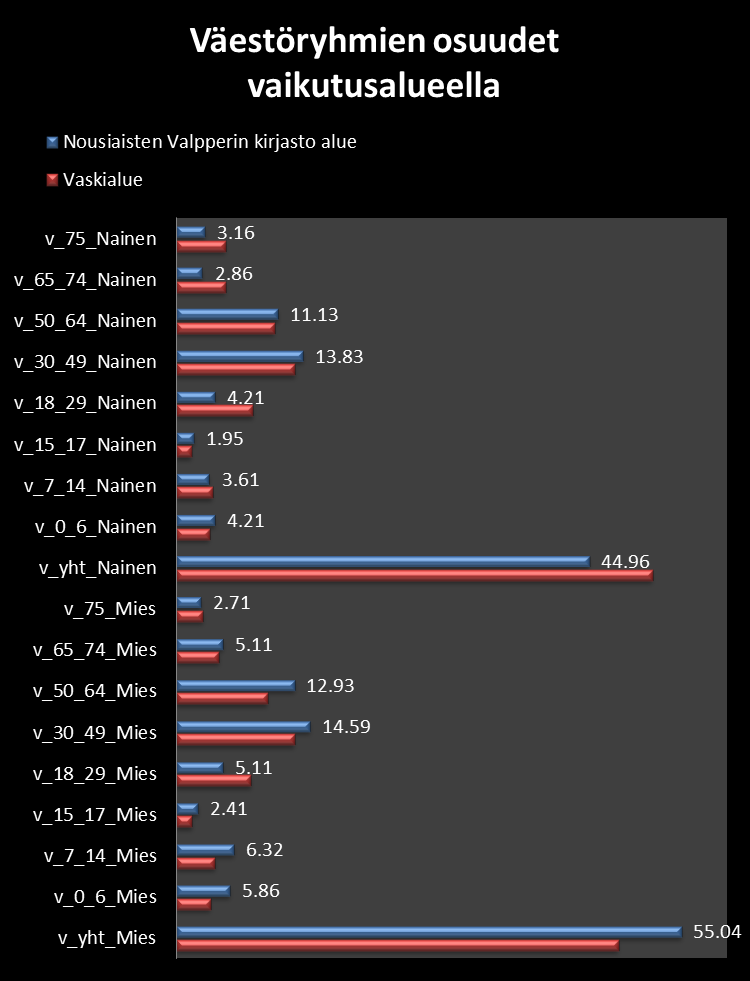 Väestöryhmien osuudet
vaikutusalueella
Nousiaisten Valpperin kirjasto alue
Vaskialue
v_75_Nainen 3.16
v_65_74_Nainen 2.86
v_50_64_Nainen 11.13
v_30_49_Nainen 13.83
v_18_29_Nainen 4.21
v_15_17_Nainen 1.95
v_7_14_Nainen 3.61
v_0_6_Nainen 4.21
v_yht_Nainen 44.96
v_75_Mies 2.71
v_65_74_Mies 5.11
v_50_64_Mies 12.93
v_30_49_Mies 14.59
v_18_29_Mies 5.11
v_15_17_Mies 2.41
v_7_14_Mies 6.32
v_0_6_Mies 5.86
v_yht_Mies 55.04